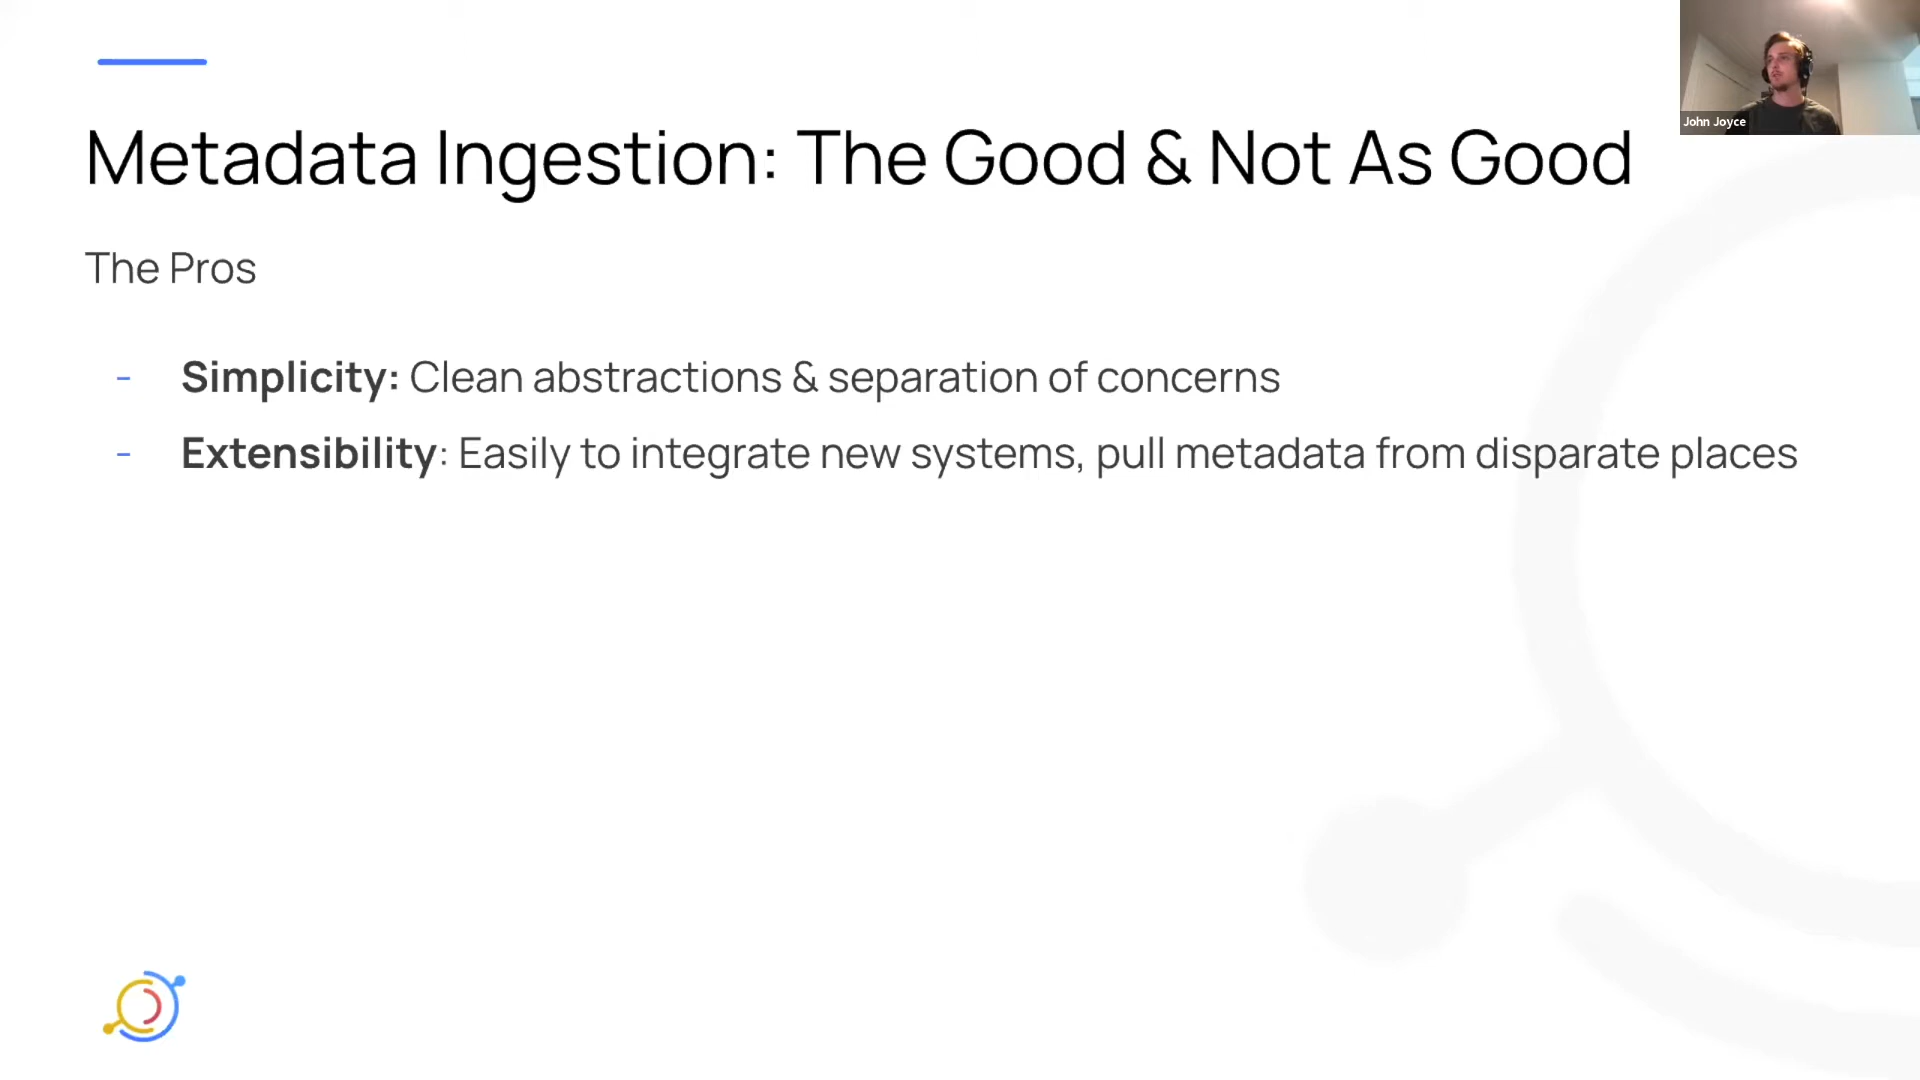 Metadata Ingestion: The Good & Not As Good
John Joyce
The Pros
- Simplicity: Clean abstractions & separation of concerns
- Extensibility: Easily to integrate new systems, pull metadata from disparate places